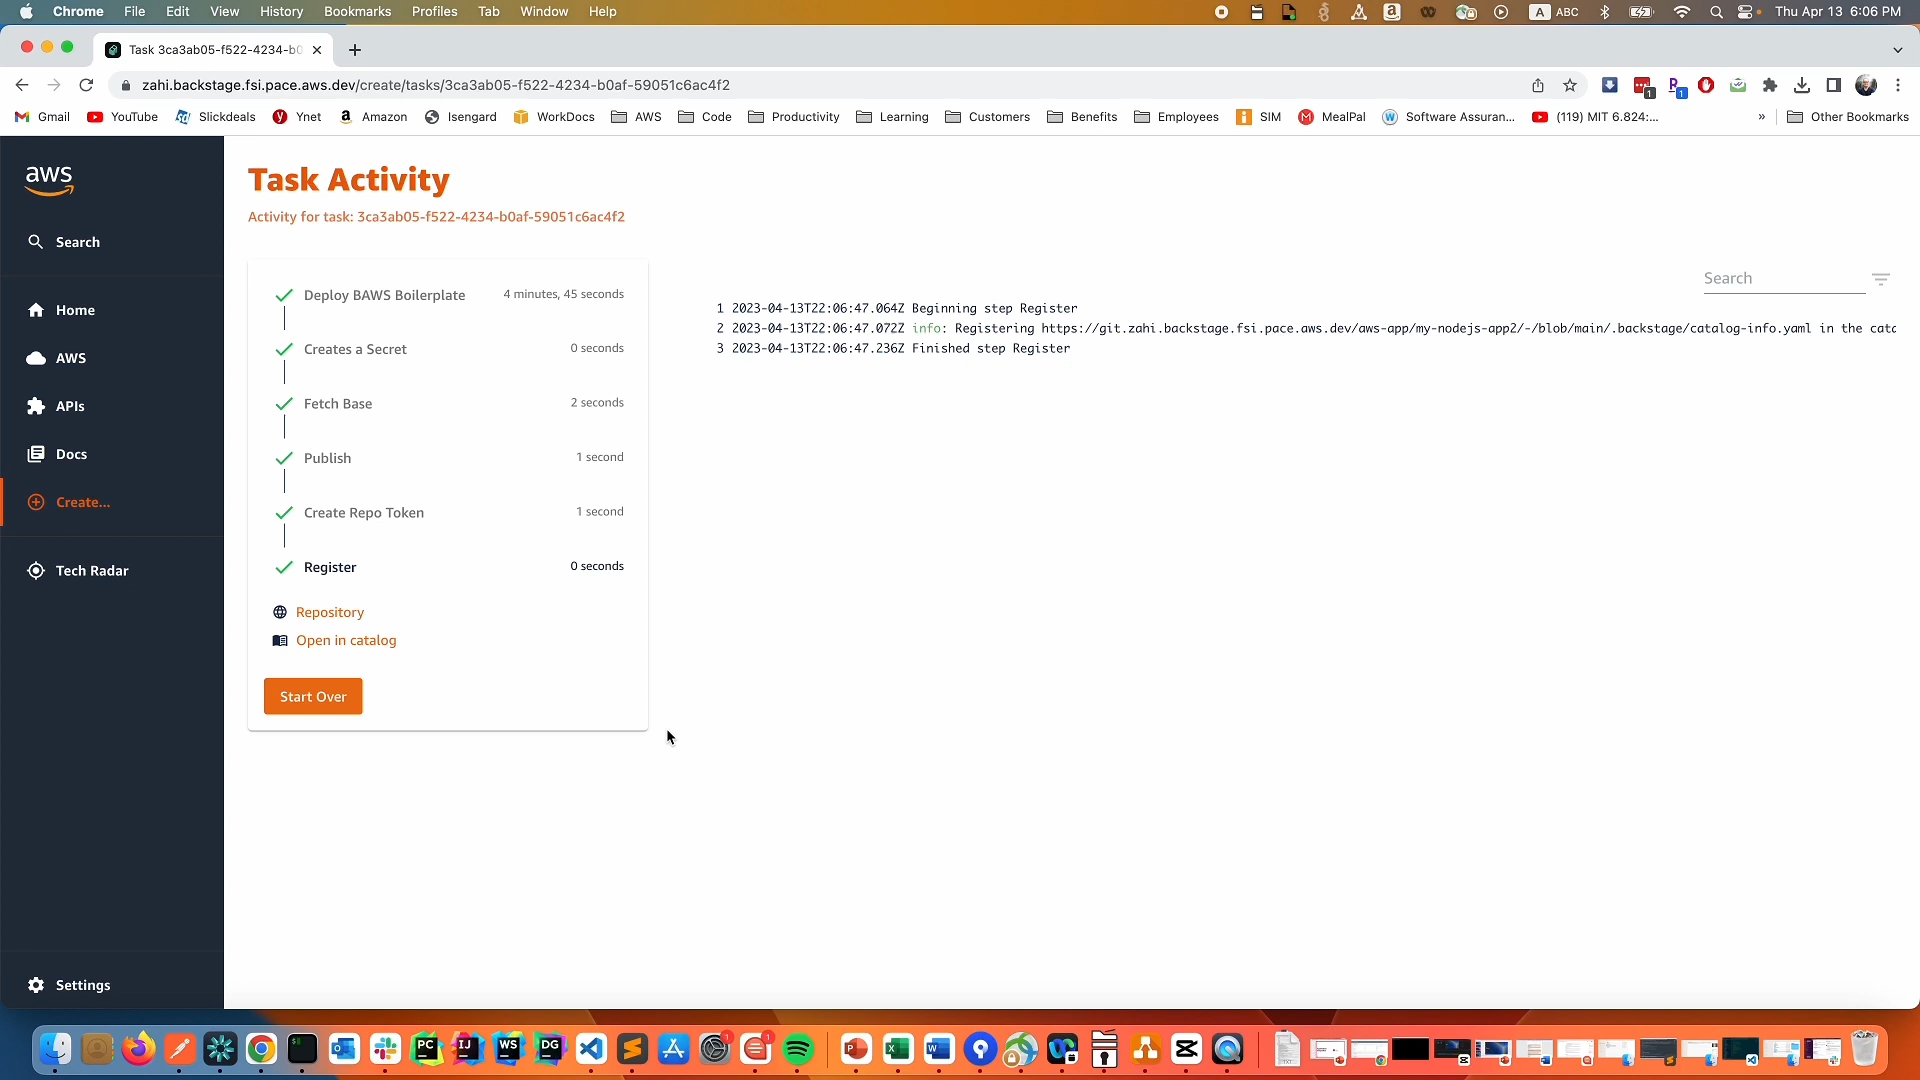 Chrome File Edit View History Bookmarks Profiles Tab Window Help ABC Thu Apr 13 6:06 PM
Task 3ca3ab05-f522-4234-b0
zahi.backstage.fsi.pace.aws.dev/create/tasks/3ca3ab05-f522-4234-b0af-59051c6ac4f2
Gmail YouTube Slickdeals Ynet Amazon Isengard WorkDocs AWS Code Productivity Learning Customers Benefits Employees SIM MealPal Software Assuran... (119) MIT 6.824:... » Other Bookmarks
aws
Search
Home
AWS
APIs
Docs
Create...
Tech Radar
Settings
Task Activity
Activity for task: 3ca3ab05-f522-4234-b0af-59051c6ac4f2
Deploy BAWS Boilerplate 4 minutes, 45 seconds
Creates a Secret 0 seconds
Fetch Base 2 seconds
Publish 1 second
Create Repo Token 1 second
Register 0 seconds
Repository
Open in catalog
Start Over
Search
1 2023-04-13T22:06:47.064Z Beginning step Register
2 2023-04-13T22:06:47.072Z info: Registering https://git.zahi.backstage.fsi.pace.aws.dev/aws-app/my-nodejs-app2/-/blob/main/.backstage/catalog-info.yaml in the catc
3 2023-04-13T22:06:47.236Z Finished step Register
PC IJ WS DG